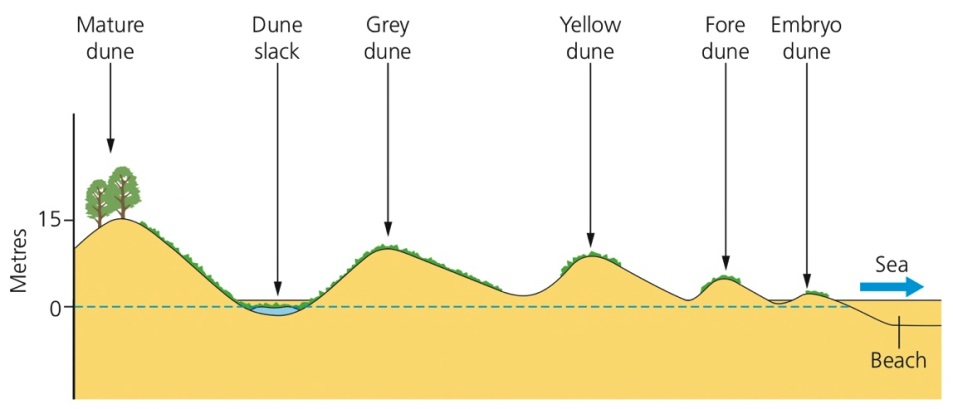 Mature
dune
Dune
slack
Grey
dune
Yellow
dune
Fore
dune
Embryo
dune
15
Metres
0
Sea
Beach